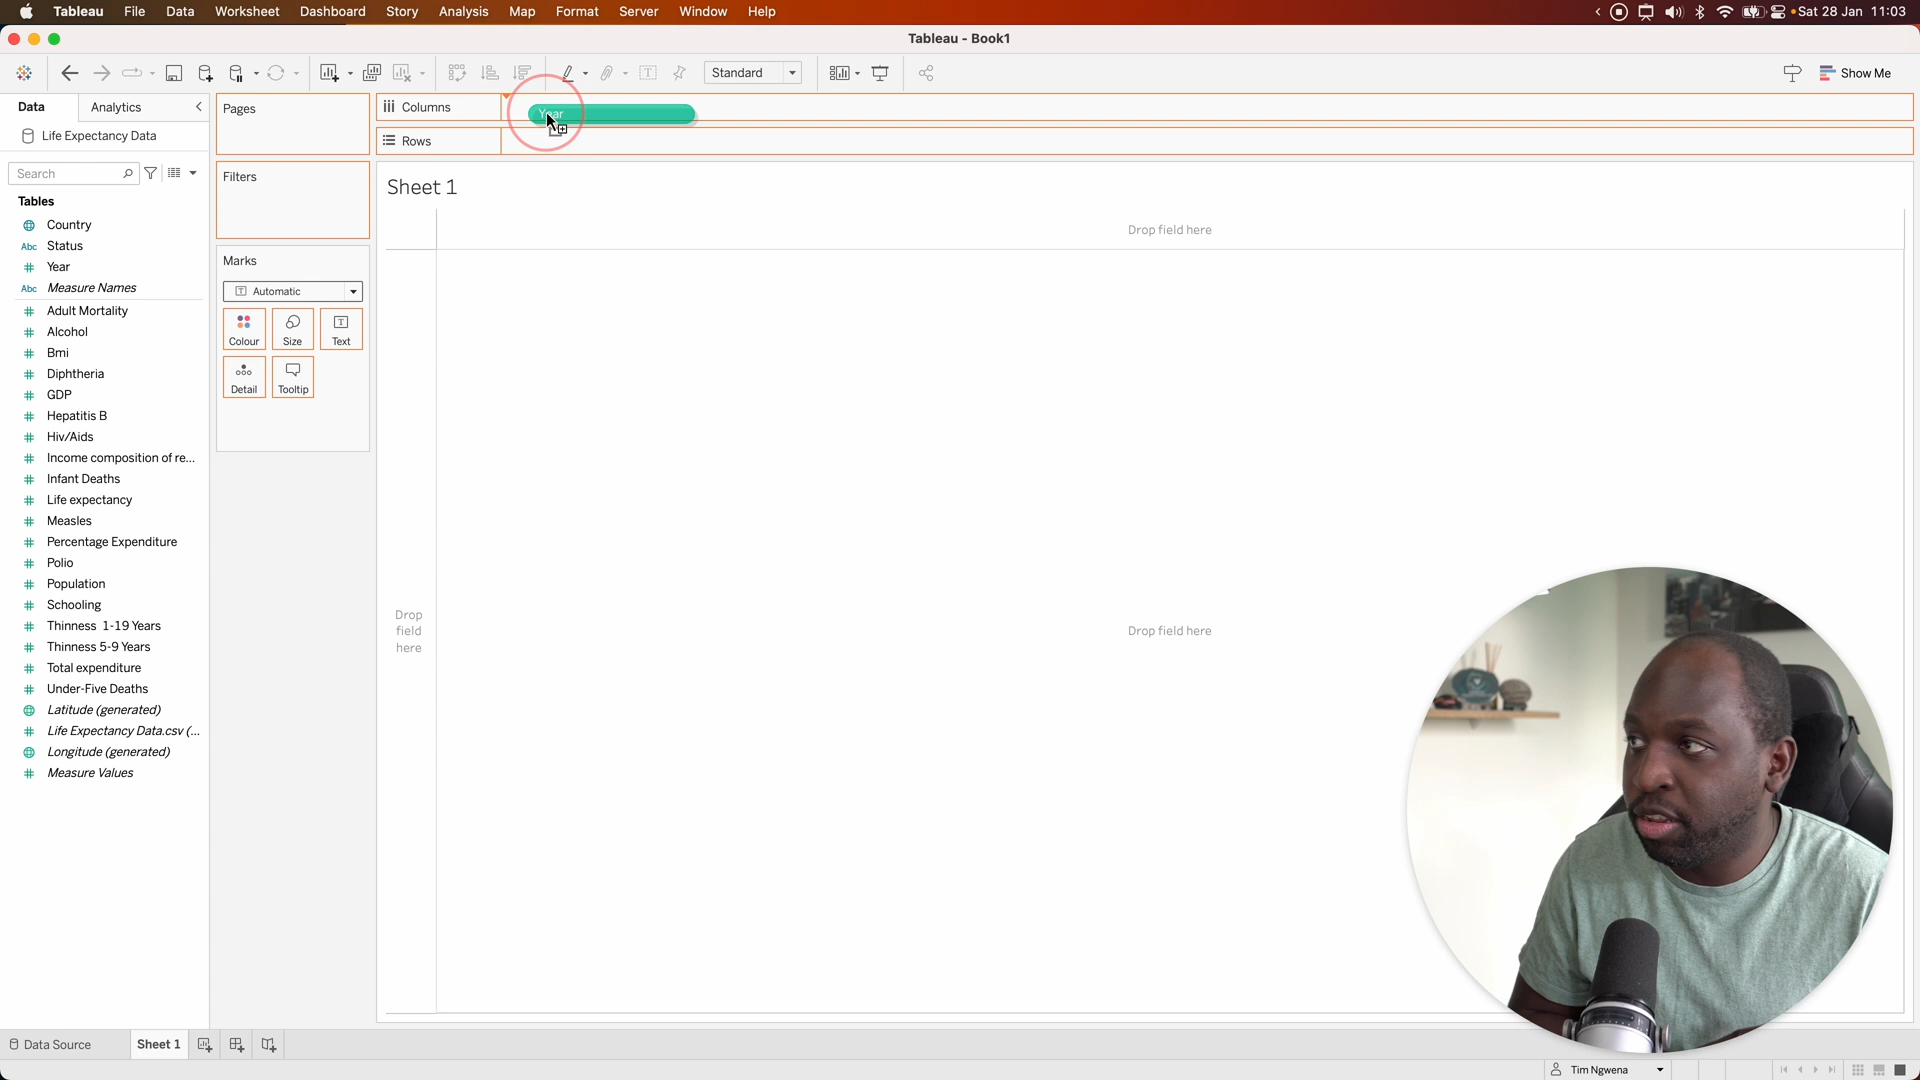 Tableau File Data Worksheet Dashboard Story Analysis Map Format Server Window Help
Sat 28 Jan 11:03
Tableau - Book1
Standard
Show Me
Data Analytics
Life Expectancy Data
Search
Tables
Country
Abc Status
Year
Abc Measure Names
Adult Mortality
Alcohol
Bmi
Diphtheria
GDP
Hepatitis B
Hiv/Aids
Income composition of re...
Infant Deaths
Life expectancy
Measles
Percentage Expenditure
Polio
Population
Schooling
Thinness 1-19 Years
Thinness 5-9 Years
Total expenditure
Under-Five Deaths
Latitude (generated)
Life Expectancy Data.csv (...
Longitude (generated)
Measure Values
Pages
Filters
Marks
Automatic
Colour Size Text
Detail Tooltip
Columns
Year
Rows
Sheet 1
Drop field here
Drop
field
here
Drop field here
Data Source Sheet 1
Tim Ngwena